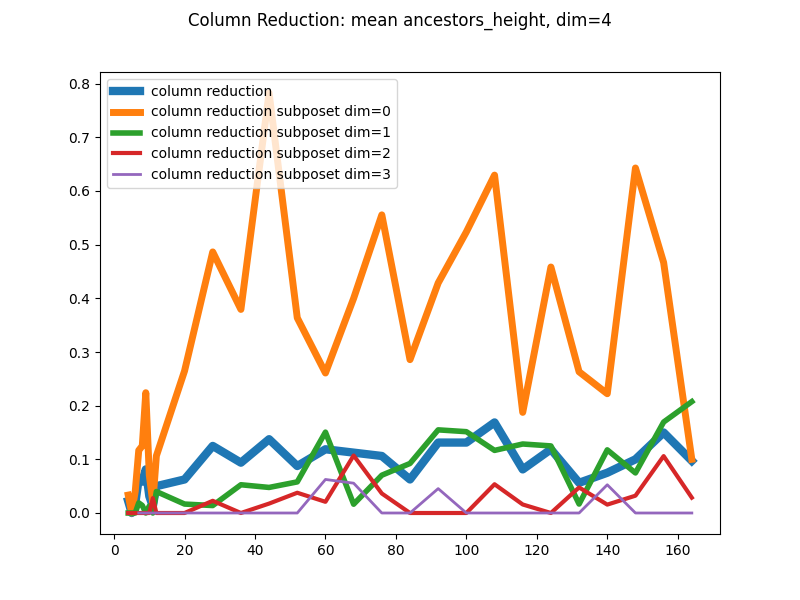 Column Reduction: mean ancestors_height, dim=4
0.8
0.7
0.6
0.5
0.4
0.3
0.2
0.1
0.0
column reduction
column reduction subposet dim=0
column reduction subposet dim=1
column reduction subposet dim=2
column reduction subposet dim=3
0 20 40 60 80 100 120 140 160